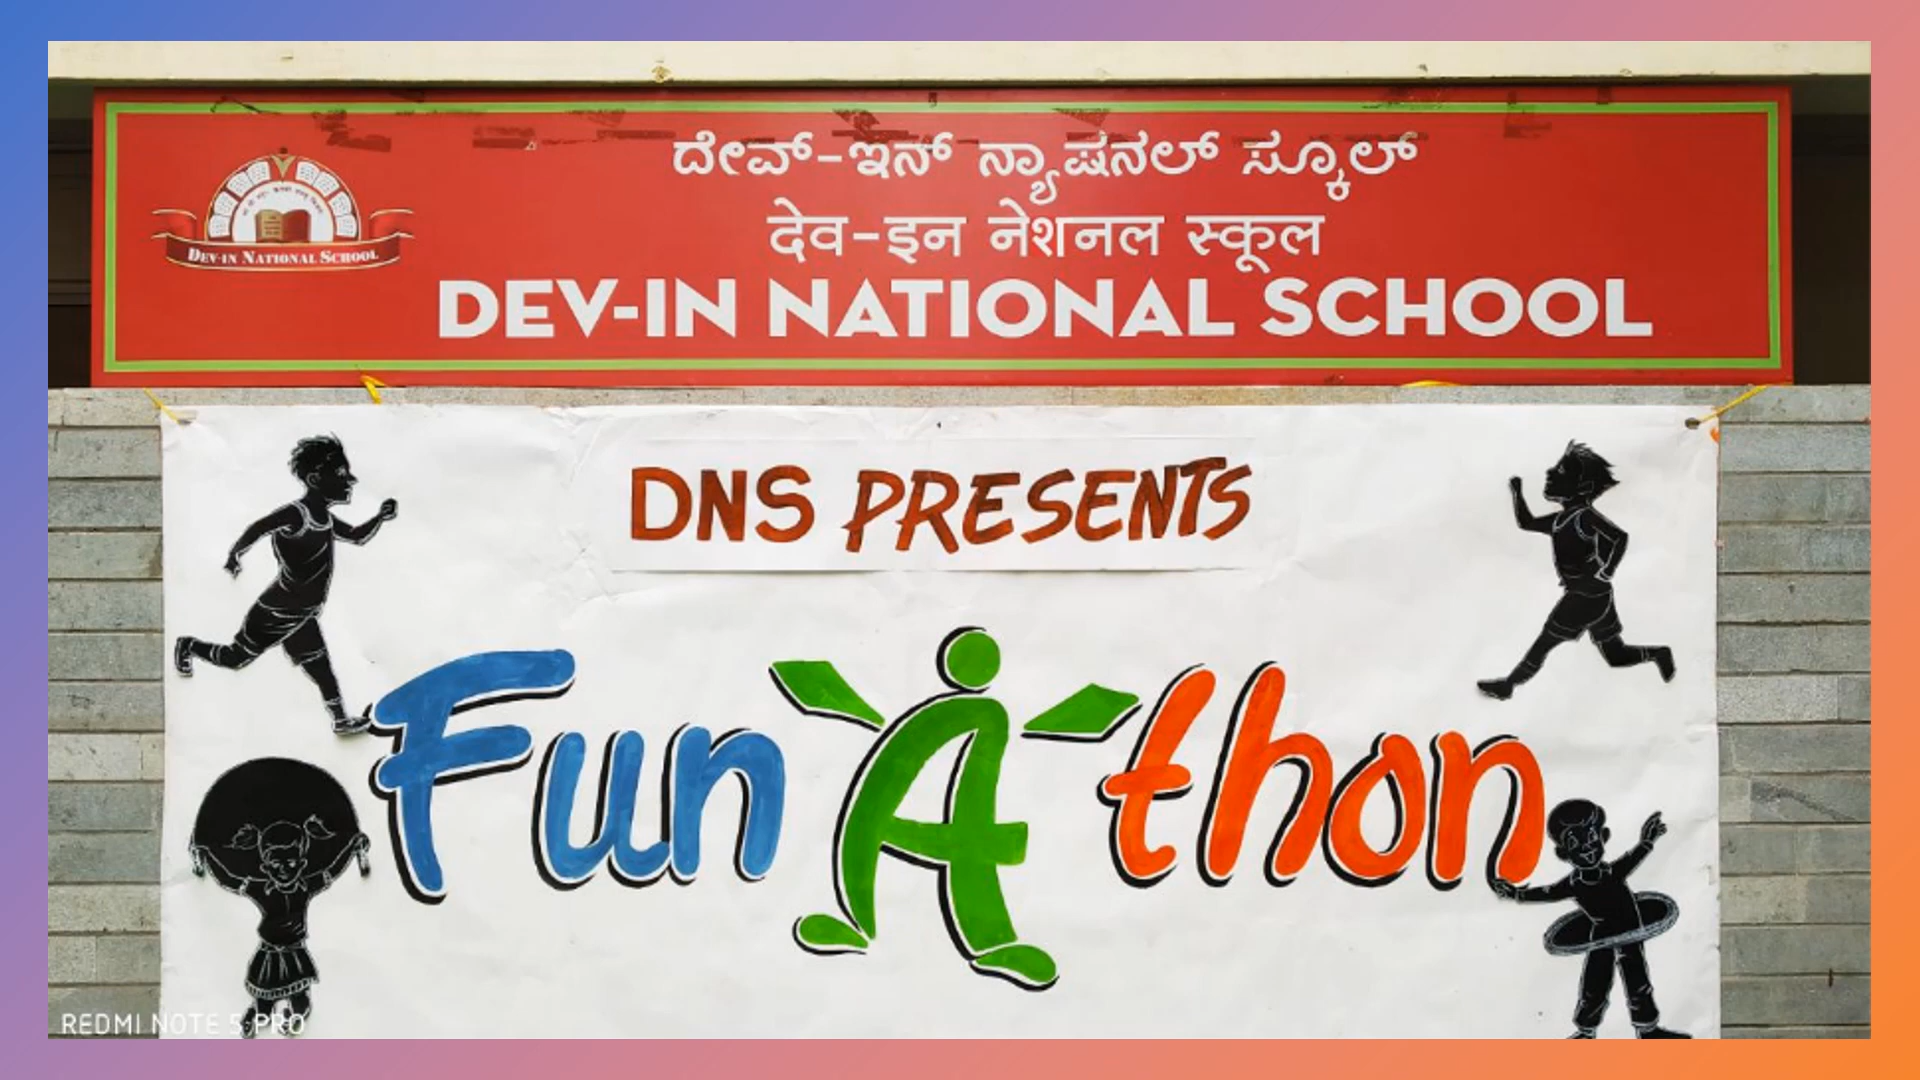 ದೇವ್-ಇನ್ ನ್ಯಾಷನಲ್ ಸ್ಕೂಲ್
देव-इन नेशनल स्कूल
DEV-IN NATIONAL SCHOOL
DEV-IN NATIONAL SCHOOL
DNS PRESENTS
Fun A thon
REDMI NOTE 5 PRO